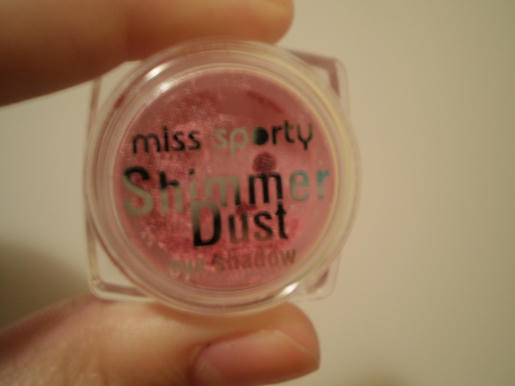 miss sporty
Shimmer
Dust
eye shadow